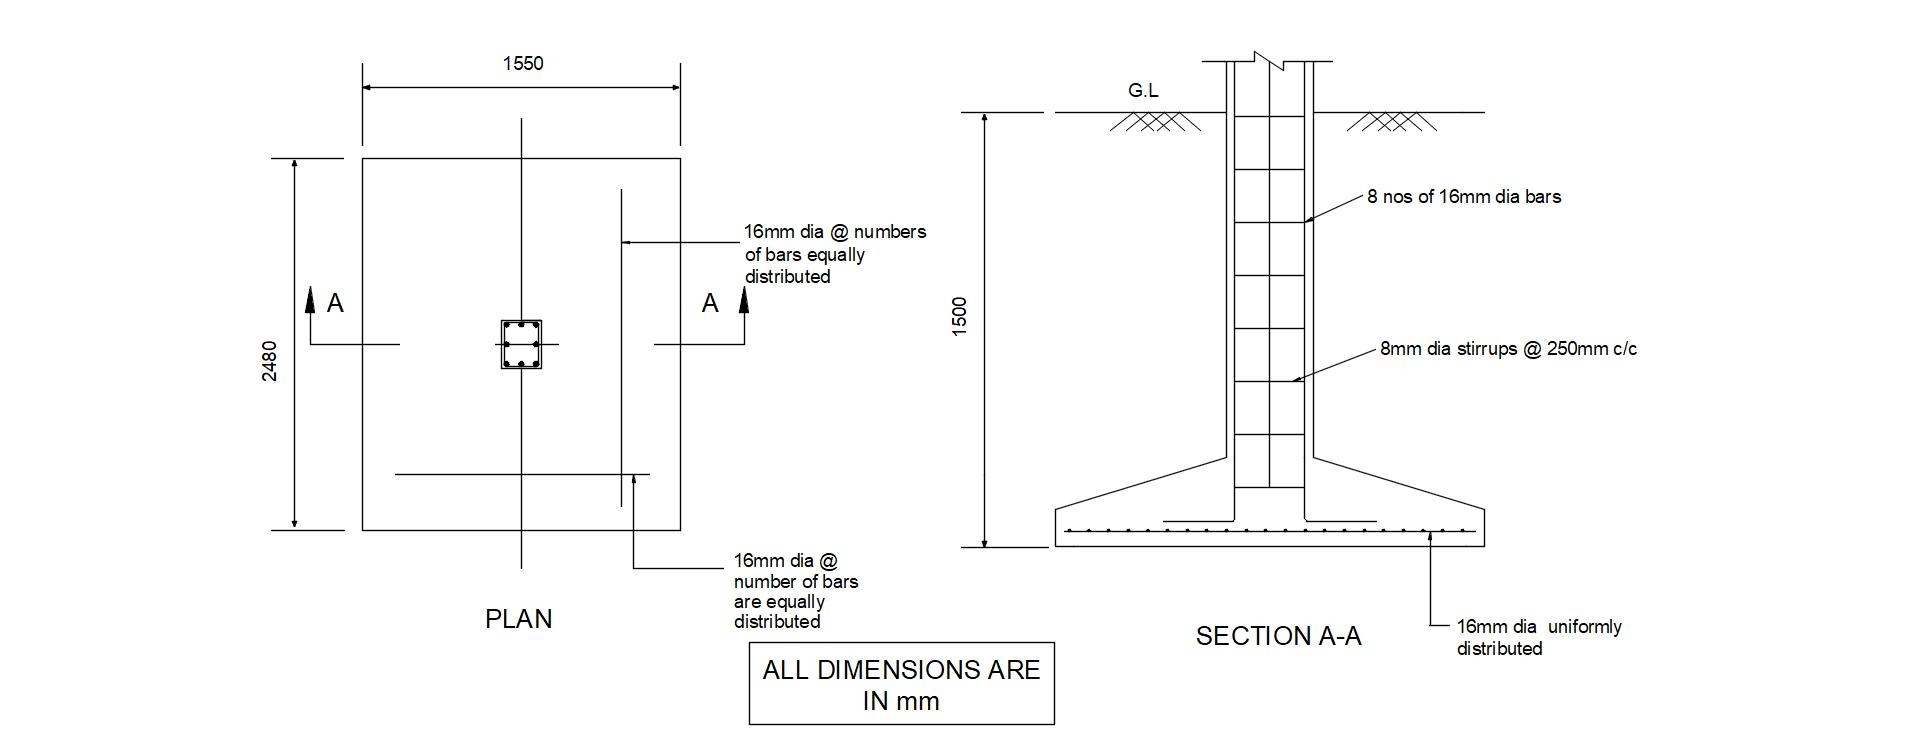 1550
2480
A
A
16mm dia @ numbers
of bars equally
distributed
16mm dia @
number of bars
are equally
distributed
PLAN
ALL DIMENSIONS ARE
IN mm
G.L
1500
8 nos of 16mm dia bars
8mm dia stirrups @ 250mm c/c
16mm dia uniformly
distributed
SECTION A-A